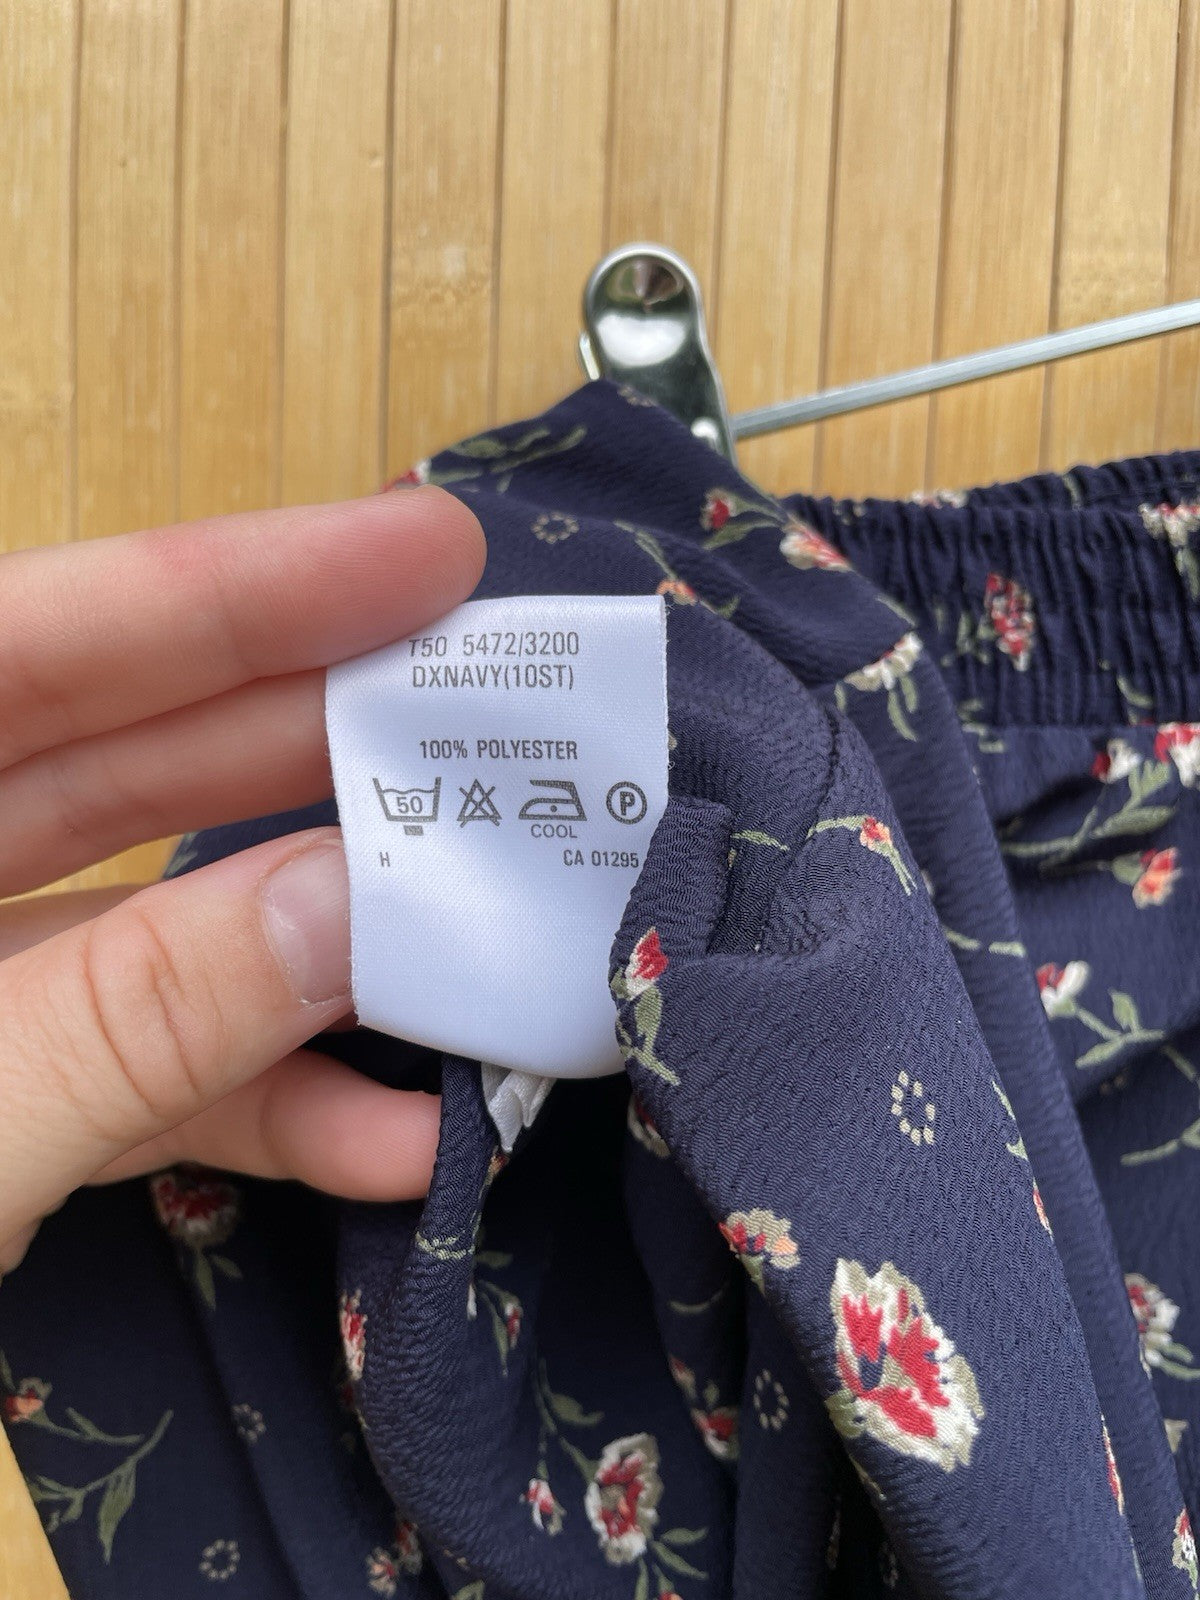 T50 5472/3200
DXNAVY(10ST)
100% POLYESTER
50 P
COOL
H CA 01295